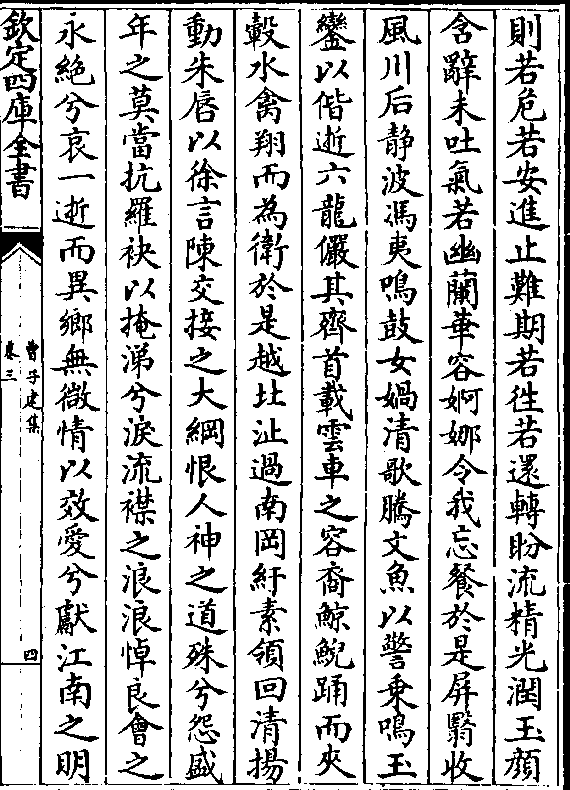 則若危若安進止難期若徃若還轉盼流精光潤玉顔
含辭未吐氣若幽蘭華容婀娜令我忘餐於是屏翳收
風川后静波馮夷鳴鼓女媧清歌騰文魚以警乗鳴玉
鑾以偕逝六龍儼其齊首載雲車之容裔鯨鯢踊而夾
轂水禽翔而為衛於是越北沚過南岡紆素領回清揚
動朱唇以徐言陳交接之大綱恨人神之道殊兮怨盛
年之莫當抗羅袂以掩涕兮淚流襟之浪浪悼良會之
永絶兮哀一逝而異鄉無微情以效愛兮獻江南之明
欽定四庫全書
曹子建集
卷三
四